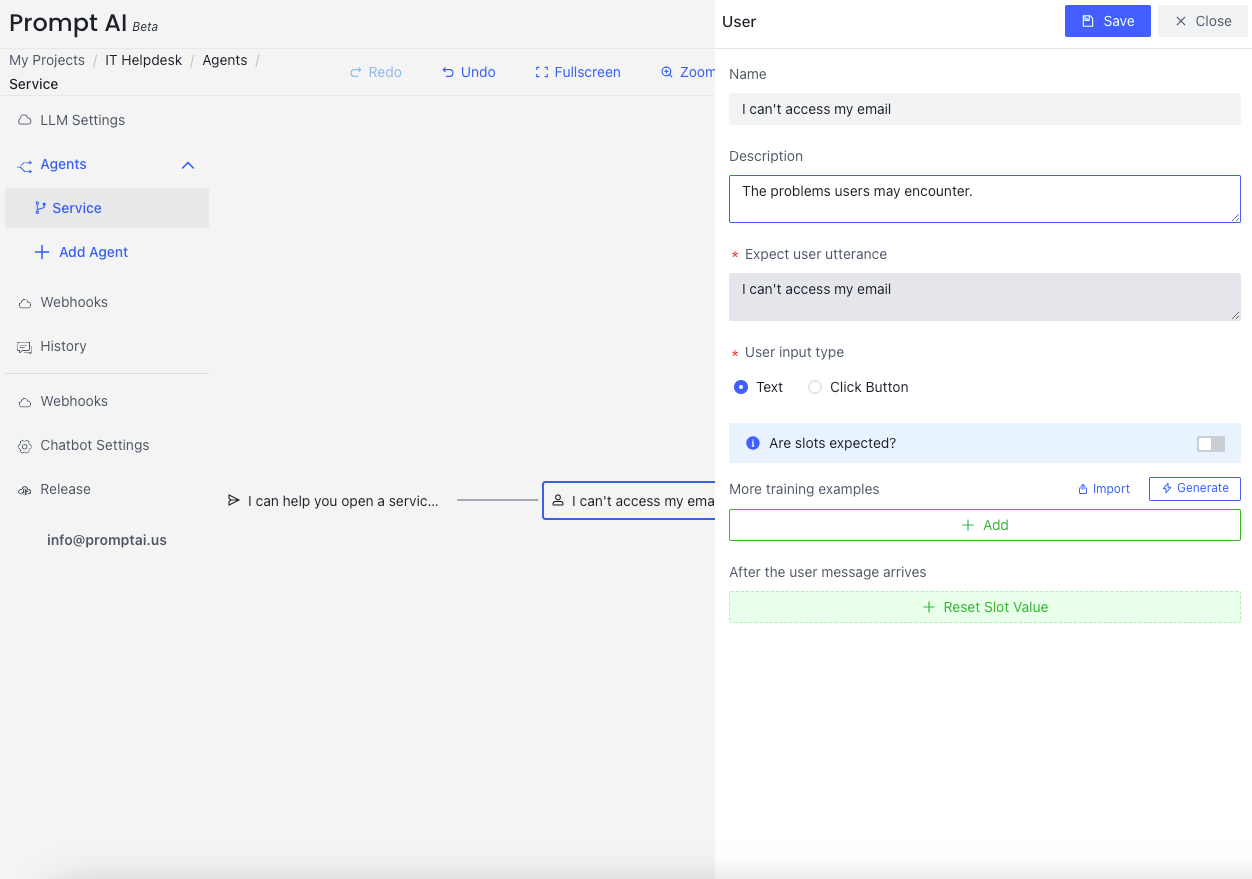 Prompt AI Beta
My Projects / IT Helpdesk / Agents /
Service
Redo
Undo
Fullscreen
Zoom
LLM Settings
Agents
Service
Add Agent
Webhooks
History
Webhooks
Chatbot Settings
Release
info@promptai.us
I can help you open a servic...
I can't access my ema
User
Save
Close
Name
I can't access my email
Description
The problems users may encounter.
* Expect user utterance
I can't access my email
* User input type
Text
Click Button
Are slots expected?
More training examples
Import
Generate
Add
After the user message arrives
Reset Slot Value